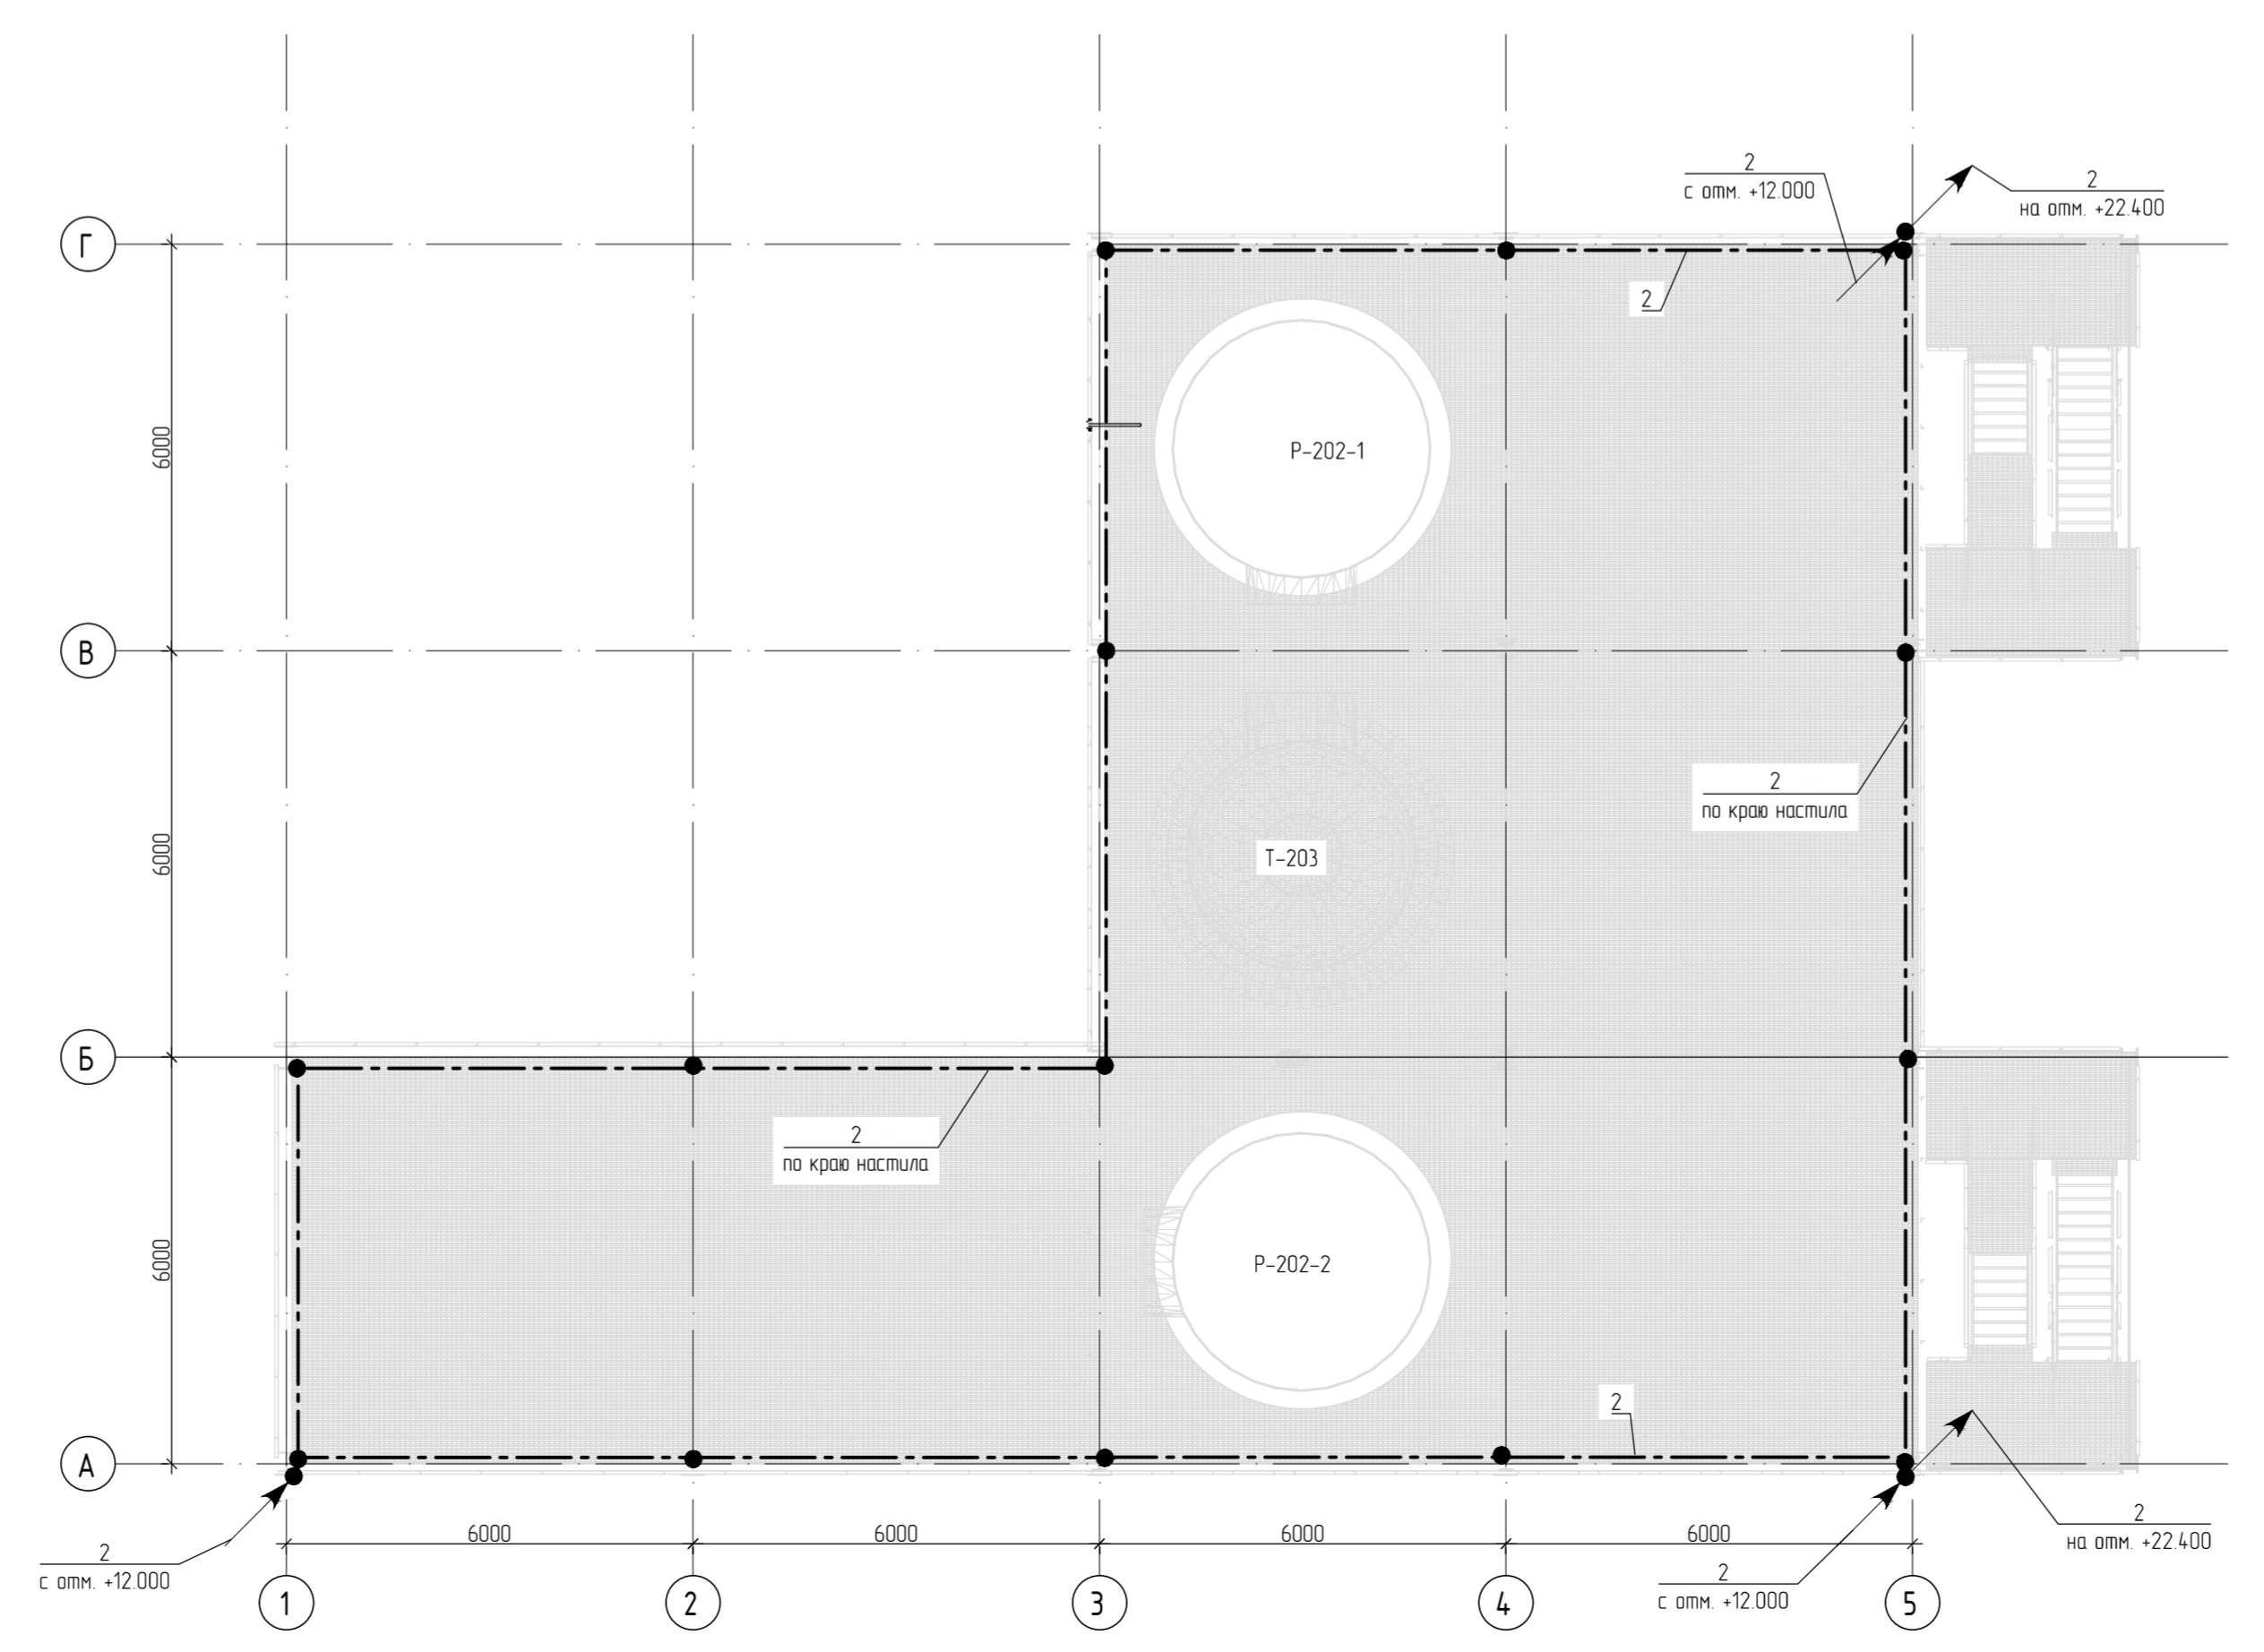 2
с отм. +12.000
2
на отм. +22.400
Г
2
6000
Р-202-1
В
2
по краю настила
6000
Т-203
Б
2
по краю настила
6000
Р-202-2
2
А
6000
6000
6000
6000
2
на отм. +22.400
2
с отм. +12.000
2
с отм. +12.000
1
2
3
4
5